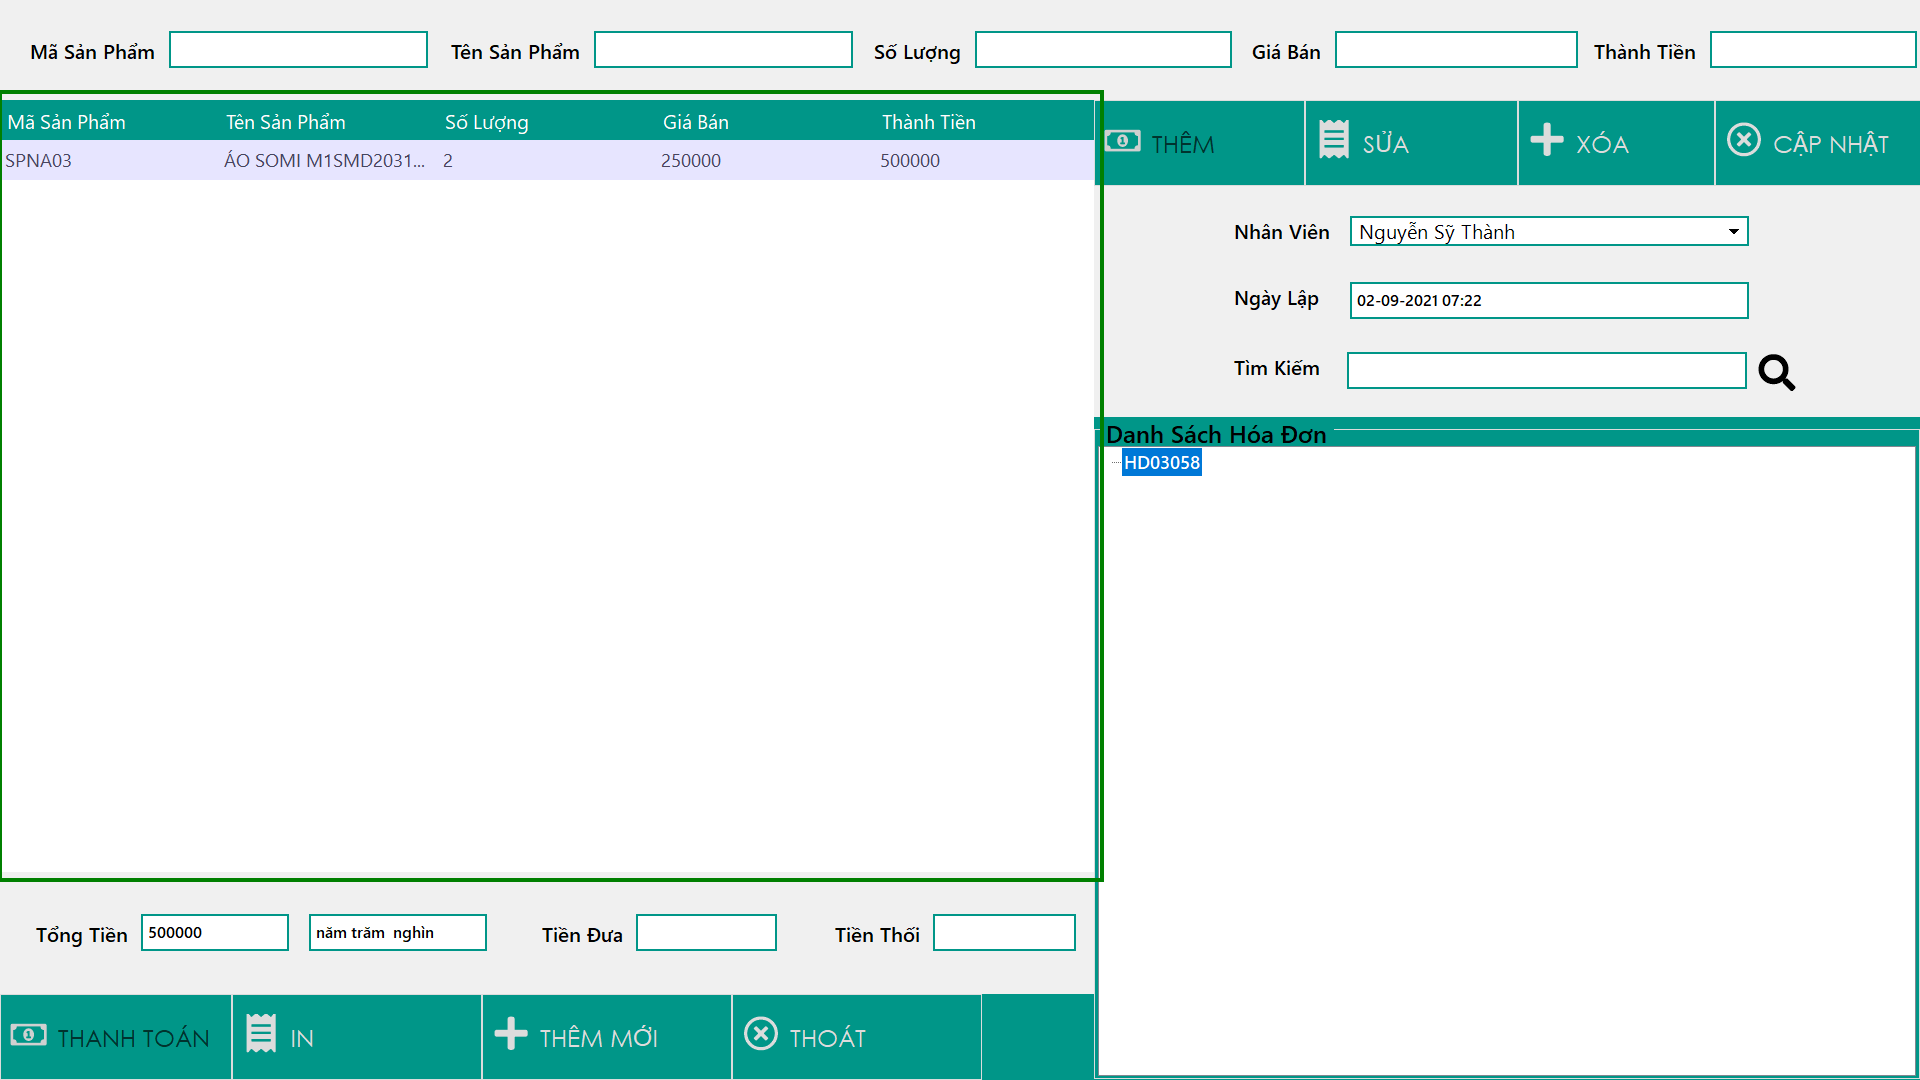 Mã Sản Phẩm Tên Sản Phẩm Số Lượng Giá Bán Thành Tiền
Mã Sản Phẩm Tên Sản Phẩm Số Lượng Giá Bán Thành Tiền
SPNA03 ÁO SOMI M1SMD2031... 2 250000 500000
THÊM SỬA XÓA CẬP NHẬT
Nhân Viên Nguyễn Sỹ Thành
Ngày Lập 02-09-2021 07:22
Tìm Kiếm
Danh Sách Hóa Đơn
HD03058
Tổng Tiền 500000 năm trăm  nghìn Tiền Đưa Tiền Thối
THANH TOÁN IN THÊM MỚI THOÁT